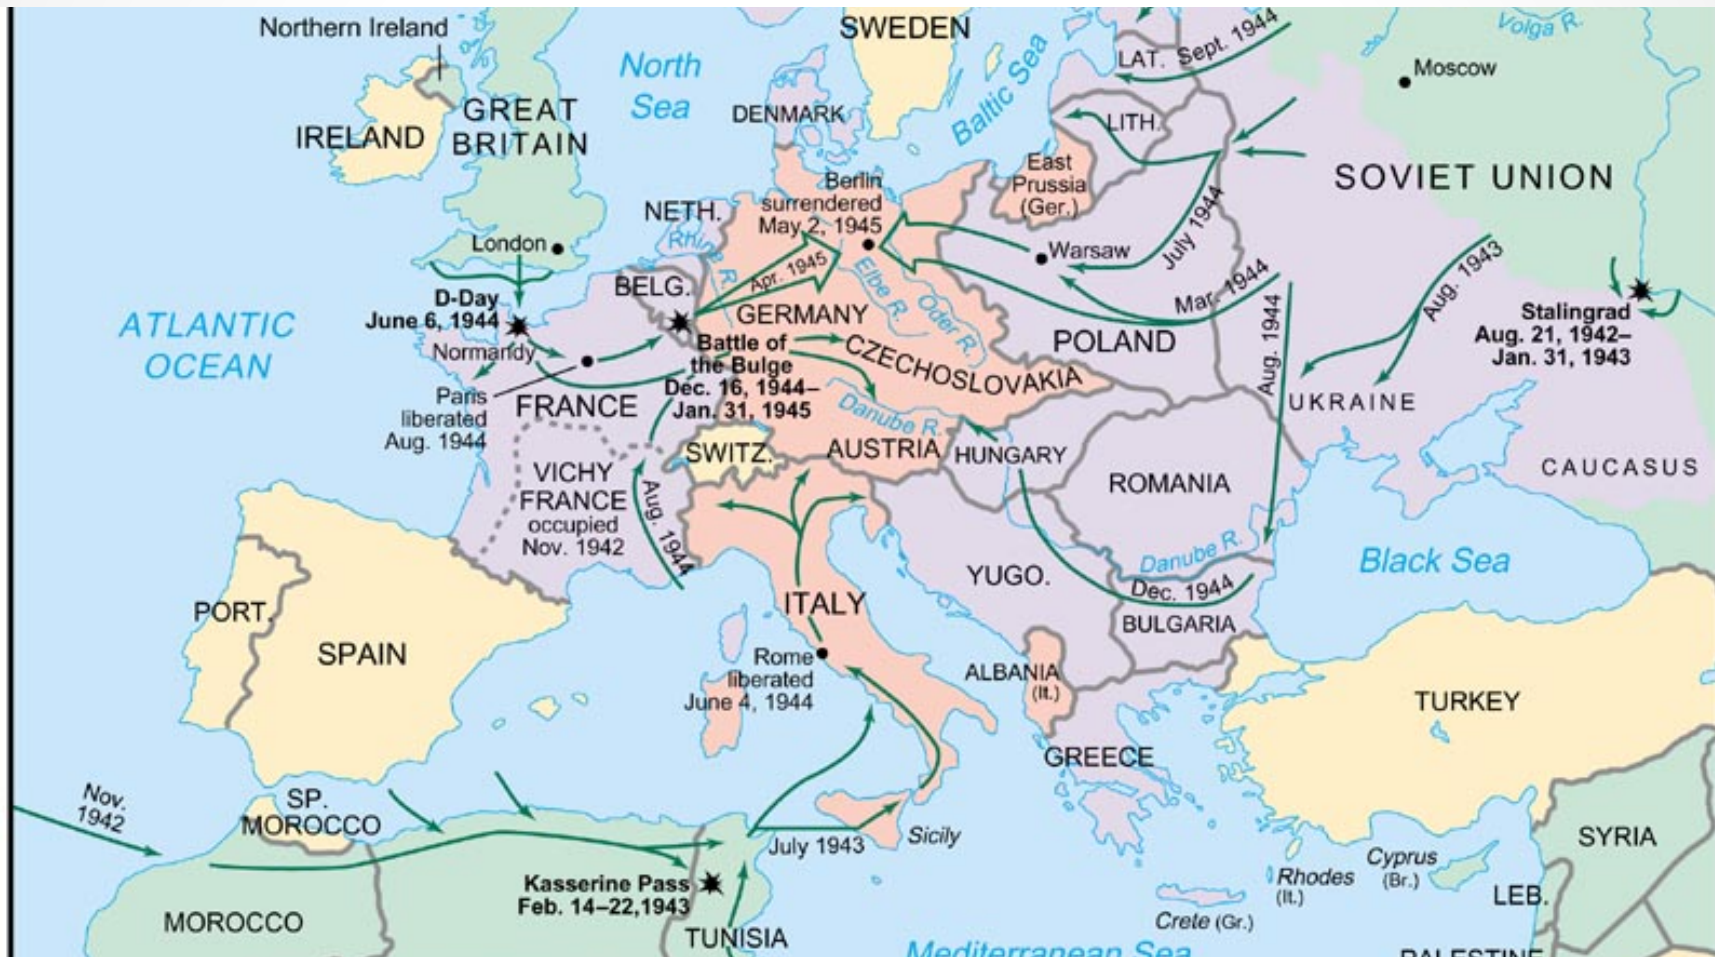 Northern Ireland
SWEDEN
Volga R.
North
Sea
LAT.
Sept. 1944
Moscow
Baltic Sea
GREAT
BRITAIN
IRELAND
DENMARK
LITH.
East
Prussia
(Ger.)
SOVIET UNION
Berlin
surrendered
May 2, 1945
NETH.
Rhine R.
London
Warsaw
July 1944
Aug. 1943
Apr. 1945
BELG.
Elbe R.
Oder R.
Mar. 1944
D-Day
June 6, 1944
ATLANTIC
OCEAN
GERMANY
POLAND
Aug. 1944
Stalingrad
Aug. 21, 1942–
Jan. 31, 1943
Normandy
Battle of
the Bulge
Dec. 16, 1944–
Jan. 31, 1945
CZECHOSLOVAKIA
Paris
liberated
Aug. 1944
FRANCE
UKRAINE
Danube R.
SWITZ.
AUSTRIA
HUNGARY
CAUCASUS
VICHY
FRANCE
occupied
Nov. 1942
Aug. 1944
ROMANIA
Danube R.
Black Sea
YUGO.
Dec. 1944
ITALY
PORT.
SPAIN
BULGARIA
Rome
liberated
June 4, 1944
ALBANIA
(It.)
TURKEY
GREECE
Nov.
1942
SP.
MOROCCO
July 1943
Sicily
SYRIA
Cyprus
(Br.)
Rhodes
(It.)
LEB.
Kasserine Pass
Feb. 14–22,1943
Crete (Gr.)
MOROCCO
TUNISIA
Mediterranean Sea
PALESTINE